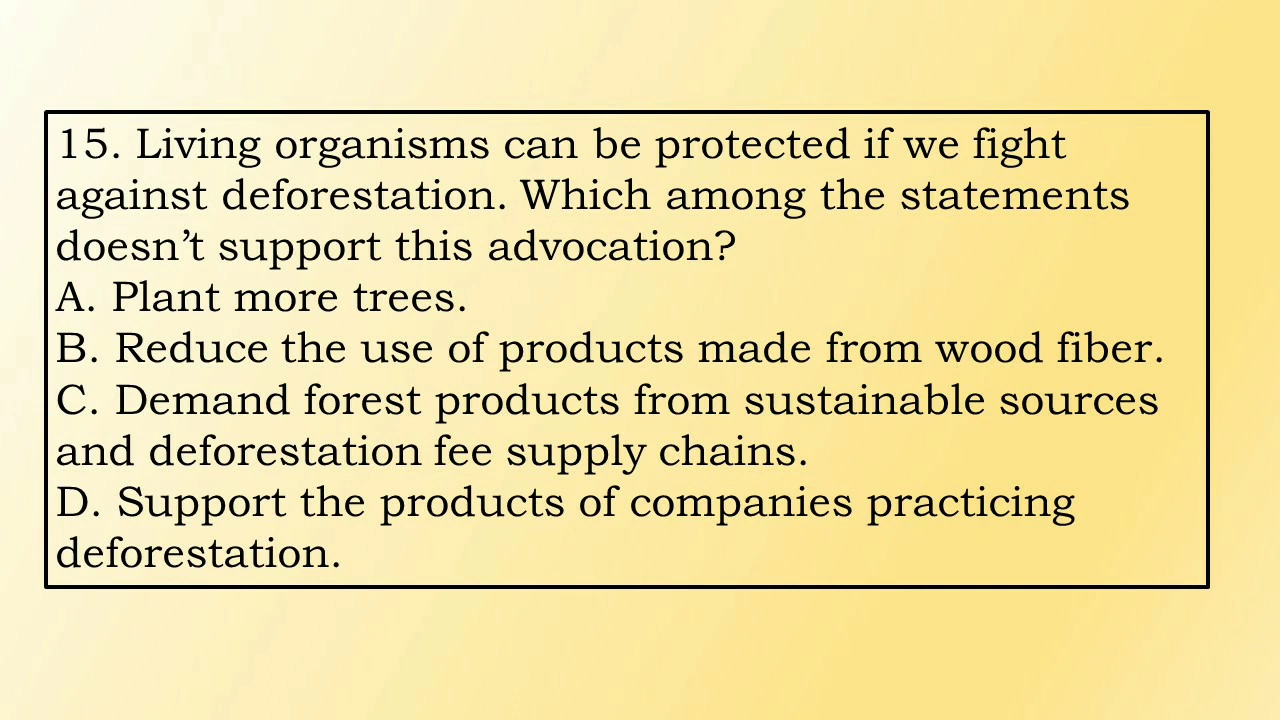 15. Living organisms can be protected if we fight
against deforestation. Which among the statements
doesn’t support this advocation?
A. Plant more trees.
B. Reduce the use of products made from wood fiber.
C. Demand forest products from sustainable sources
and deforestation fee supply chains.
D. Support the products of companies practicing
deforestation.